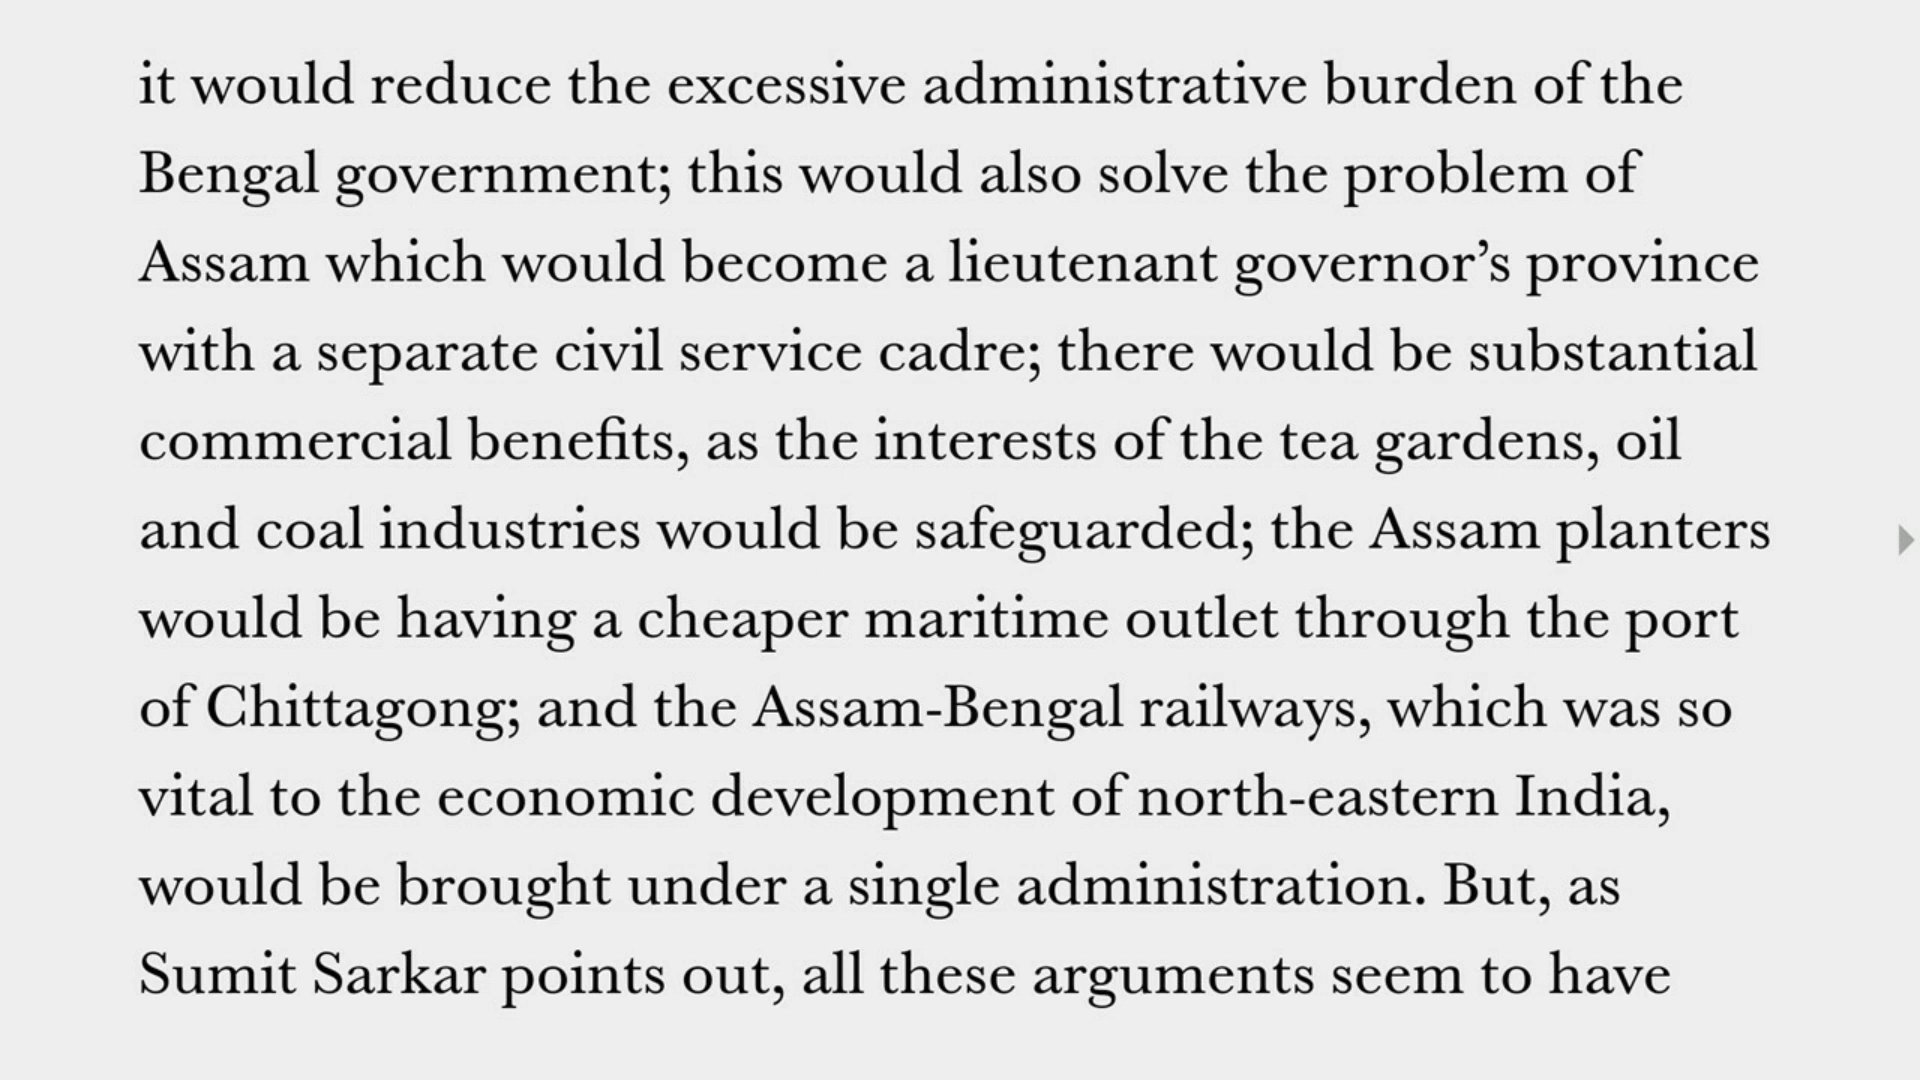 it would reduce the excessive administrative burden of the
Bengal government; this would also solve the problem of
Assam which would become a lieutenant governor’s province
with a separate civil service cadre; there would be substantial
commercial benefits, as the interests of the tea gardens, oil
and coal industries would be safeguarded; the Assam planters
would be having a cheaper maritime outlet through the port
of Chittagong; and the Assam-Bengal railways, which was so
vital to the economic development of north-eastern India,
would be brought under a single administration. But, as
Sumit Sarkar points out, all these arguments seem to have